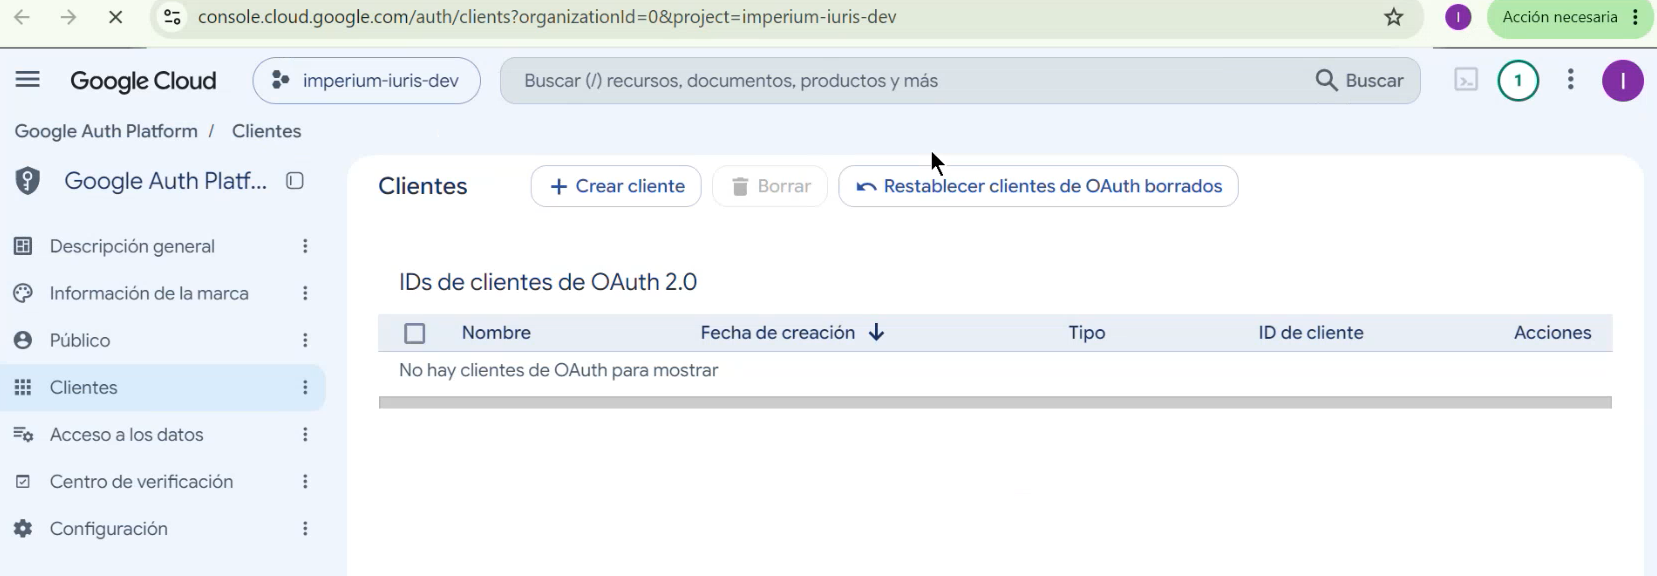 console.cloud.google.com/auth/clients?organizationId=0&project=imperium-iuris-dev
I
Acción necesaria
Google Cloud
imperium-iuris-dev
Buscar (/) recursos, documentos, productos y más
Buscar
1
I
Google Auth Platform / Clientes
Google Auth Platf...
Clientes
+ Crear cliente
Borrar
Restablecer clientes de OAuth borrados
Descripción general
Información de la marca
Público
Clientes
Acceso a los datos
Centro de verificación
Configuración
IDs de clientes de OAuth 2.0
Nombre Fecha de creación Tipo ID de cliente Acciones
No hay clientes de OAuth para mostrar